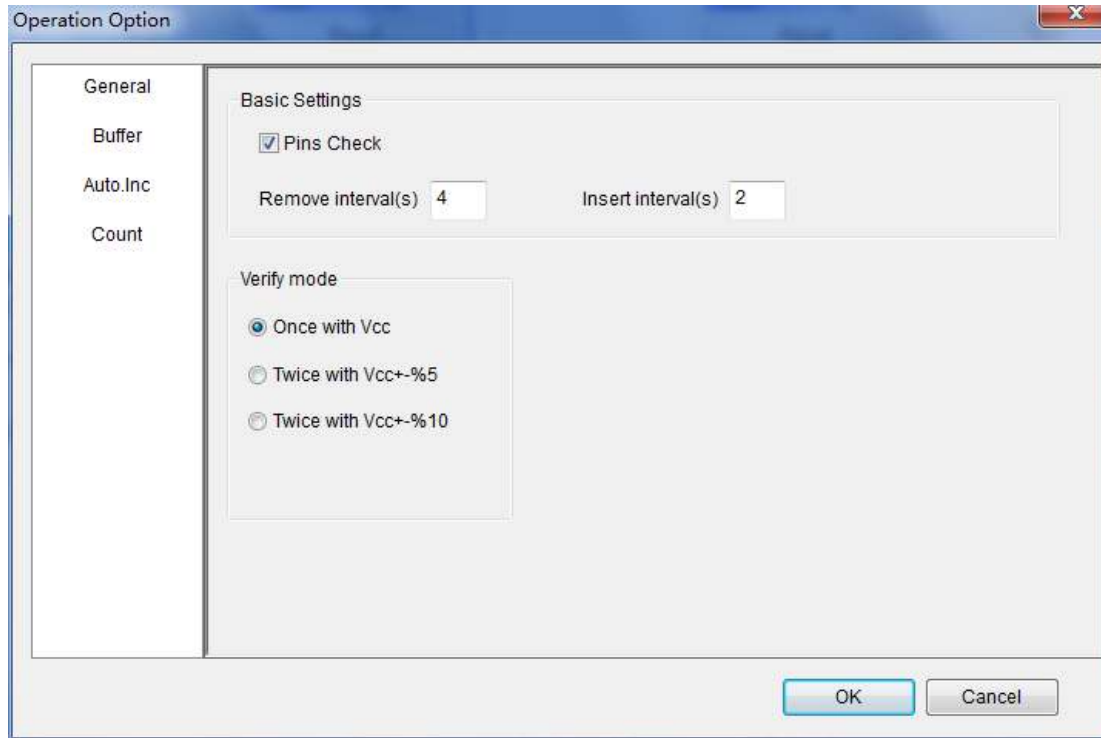 Operation Option
General
Buffer
Auto.Inc
Count
Basic Settings
Pins Check
Remove interval(s) 4 Insert interval(s) 2
Verify mode
Once with Vcc
Twice with Vcc+-%5
Twice with Vcc+-%10
OK Cancel